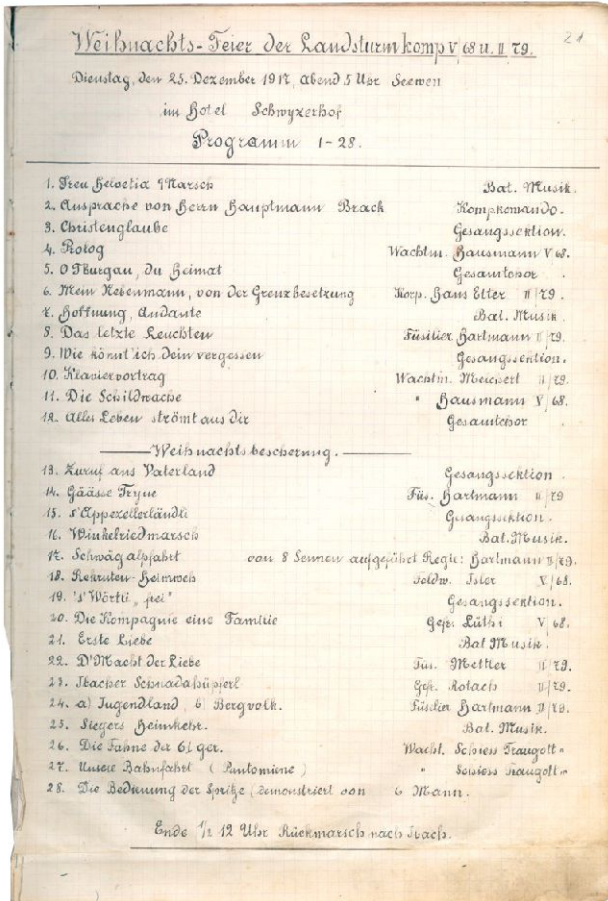 21
Weihnachts-Feier der Landsturmkomp V/68 u. II 79.
Dienstag, den 25. Dezember 1917, abend 5 Uhr Seewen
im Hotel Schwyzerhof
Programm 1-28.
1. Treu Helvetia Marsch Bat. Musik.
2. Ansprache von Herrn Hauptmann Brack Kompkomando.
3. Christenglaube Gesangssektion.
4. Prolog Wachtm. Hausmann V 68.
5. O Thurgau, du Heimat Gesamtchor.
6. Mein Nebenmann, von der Grenzbesetzung Korp. Hans Etter II/79.
7. Hoffnung, Andante Bat. Musik
8. Das letzte Leuchten Füsilier Hartmann II/79.
9. Wie könnt ich dein vergessen Gesangssektion.
10. Klaviervortrag Wachtm. Meichert II/79.
11. Die Schildwache " Hausmann V/68.
12. Alles Leben strömt aus dir Gesamtchor
Weihnachtsbescherung.
13. Zuruf ans Vaterland Gesangssektion
14. Gäässe Tryne Füs. Hartmann II/79
15. s'Appezellerländli Gesangssektion.
16. Winkelriedmarsch Bat. Musik.
17. Schwägalpfahrt von 8 Sennen aufgeführt Regie: Hartmann II/79.
18. Rekruten-Heimweh Feldw. Isler V/68.
19. 's' Wörtli „frei" Gesangssektion.
20. Die Kompagnie eine Familie Gefr. Lüthi V/68.
21. Erste Liebe Bat Musik.
22. D'Macht der Liebe Füs. Mettler II/79.
23. Ibacher Schnadahüpferl Gefr. Rotach II/79.
24. a) Jugendland, b Bergvolk. Füsilier Hartmann II/79.
25. Siegers Heimkehr. Bat. Musik.
26. Die Fahne der 61 ger. Wacht. Schiess Traugott "
27. Unsere Bahnfahrt (Pantomime) " Schiess Traugott "
28. Die Bedienung der Spritze (demonstriert von 6 Mann.
Ende 1/2 12 Uhr Rückmarsch nach Ibach.